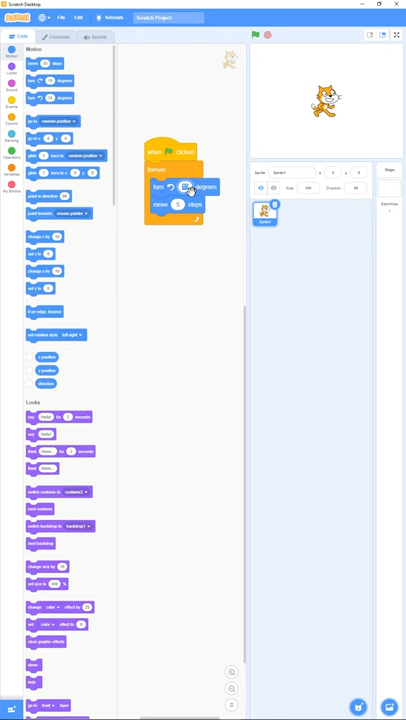 Scratch Desktop
SCRATCH
File
Edit
Tutorials
Scratch Project
Code
Costumes
Sounds
Motion
Looks
Sound
Events
Control
Sensing
Operators
Variables
My Blocks
Motion
move 10 steps
turn 15 degrees
turn 15 degrees
go to random position
go to x: 0 y: 0
glide 1 secs to random position
glide 1 secs to x: 0 y: 0
point in direction 90
point towards mouse-pointer
change x by 10
set x to 0
change y by 10
set y to 0
if on edge, bounce
set rotation style left-right
x position
y position
direction
Looks
say Hello! for 2 seconds
say Hello!
think Hmm... for 2 seconds
think Hmm...
switch costume to costume2
next costume
switch backdrop to backdrop1
next backdrop
change size by 10
set size to 100 %
change color effect by 25
set color effect to 0
clear graphic effects
show
hide
go to front layer
when clicked
forever
turn degrees
move 5 steps
Sprite Sprite1 x 0 y 0
Size 100 Direction 90
Sprite1
Stage
Backdrops
1